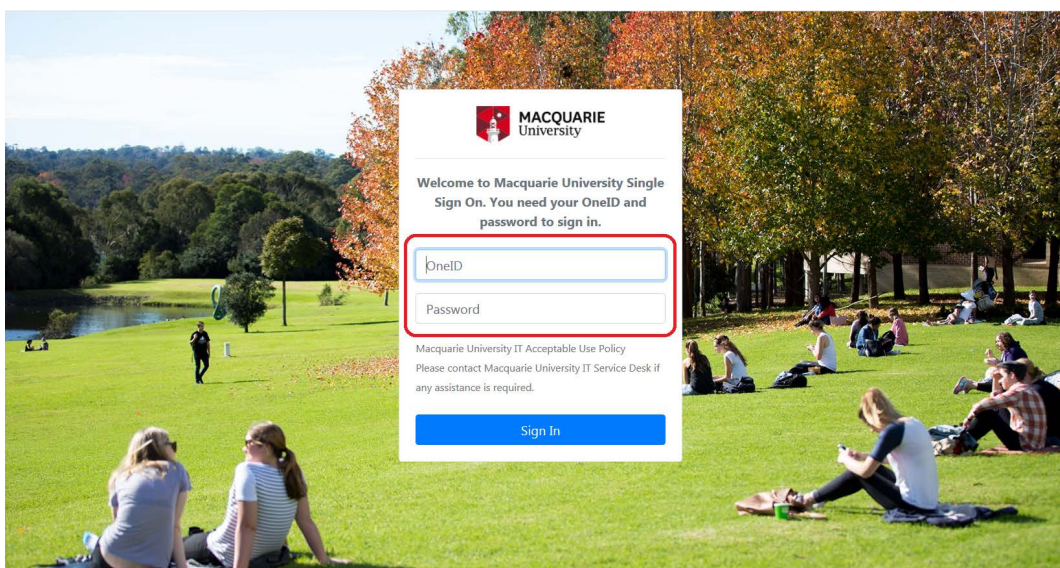 MACQUARIE
University
Welcome to Macquarie University Single
Sign On. You need your OneID and
password to sign in.
OneID
Password
Macquarie University IT Acceptable Use Policy
Please contact Macquarie University IT Service Desk if
any assistance is required.
Sign In